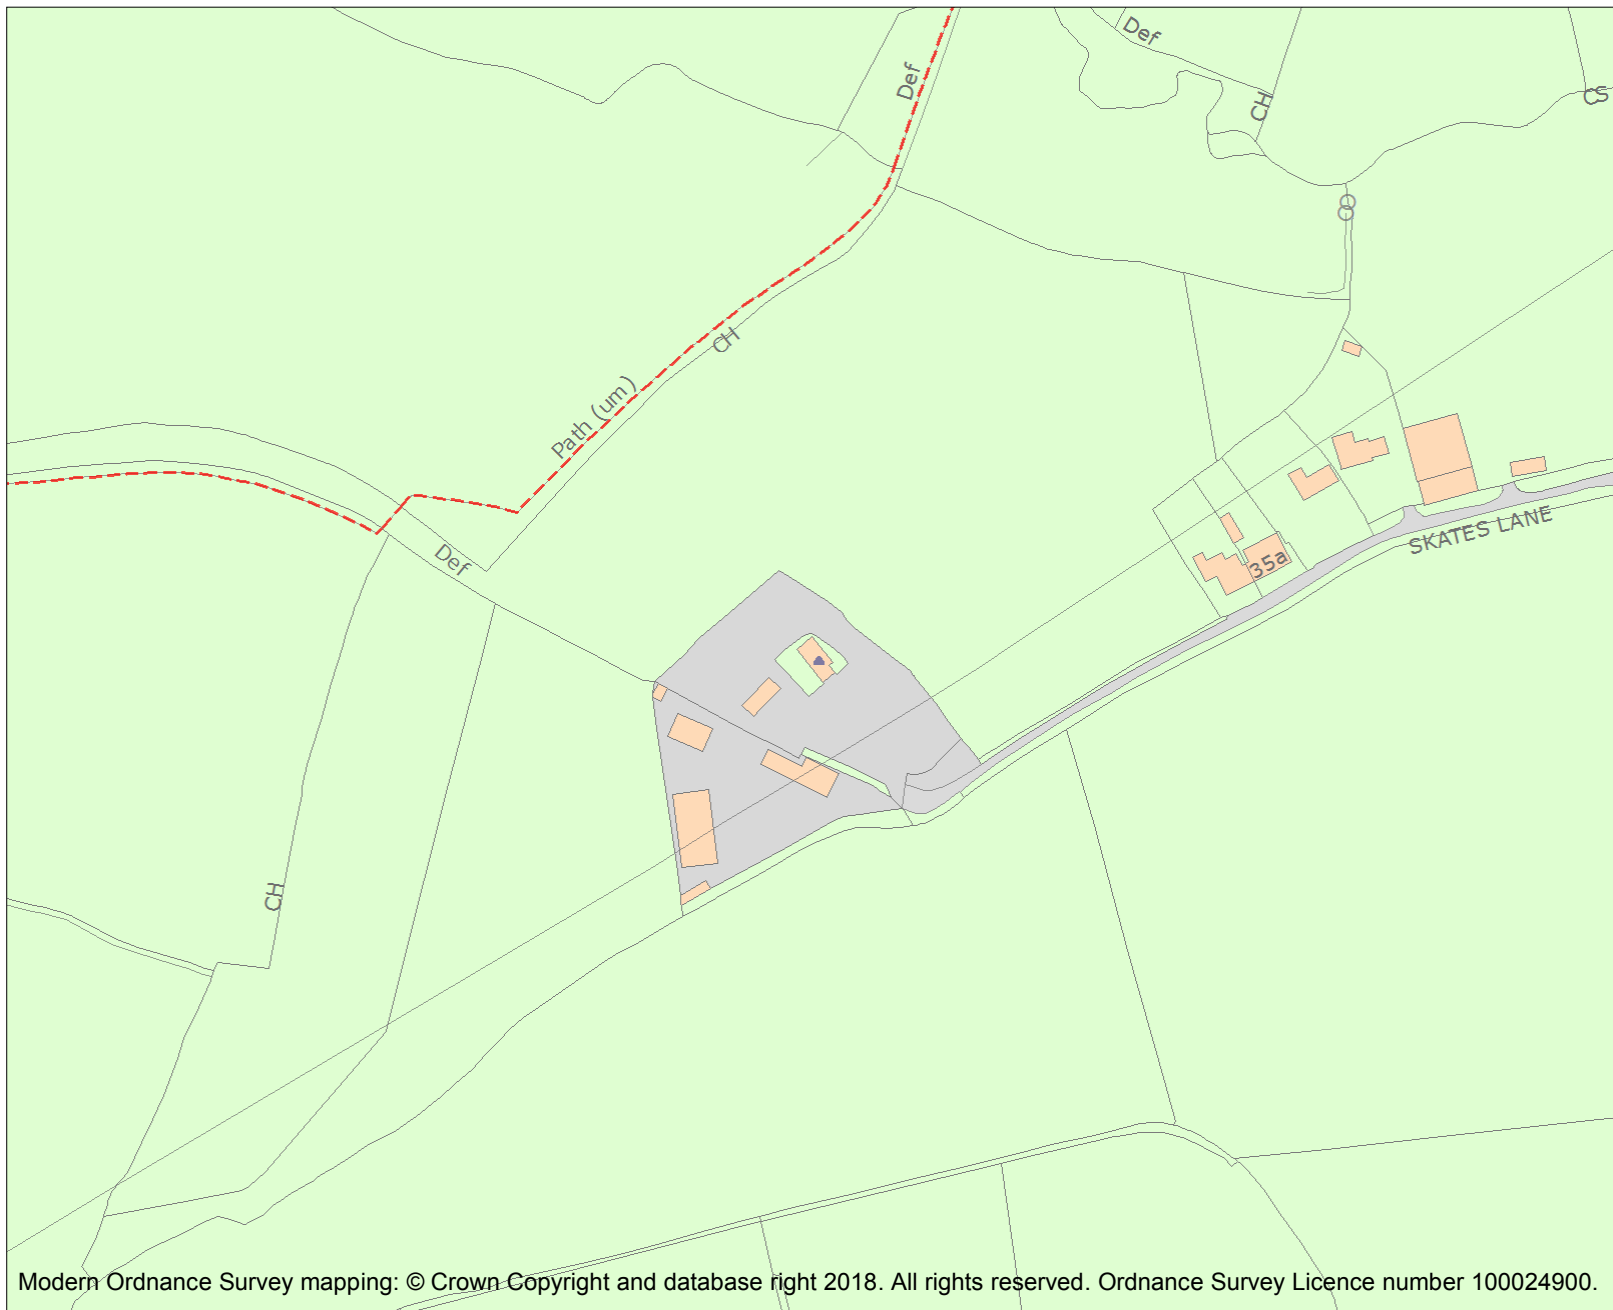 Def
Def
CH
CS
CH
Path (um)
Def
SKATES LANE
35a
CH
Modern Ordnance Survey mapping: © Crown Copyright and database right 2018. All rights reserved. Ordnance Survey Licence number 100024900.